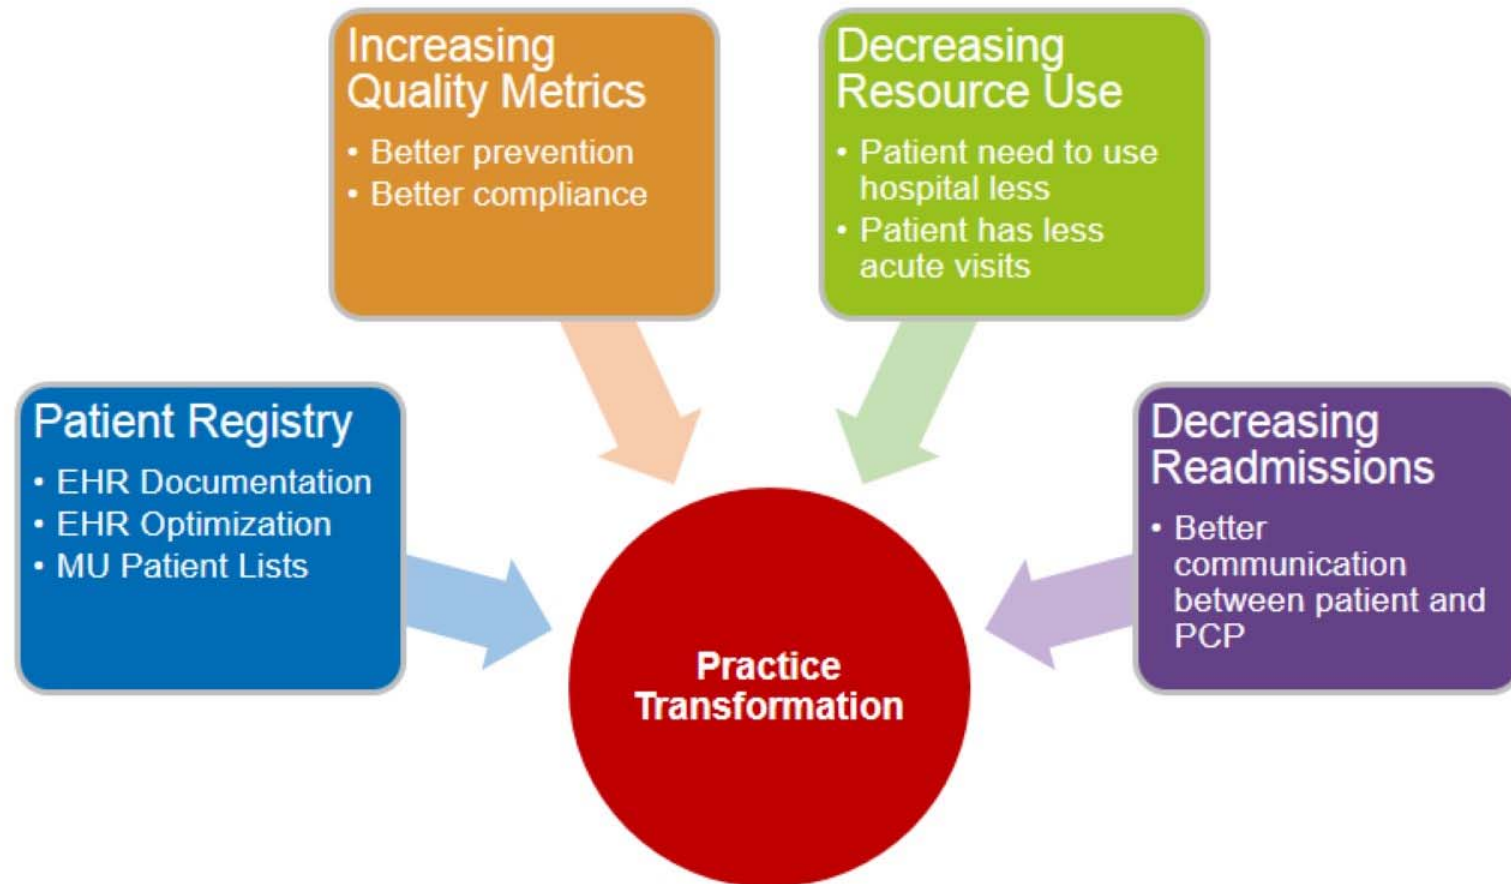 Increasing
Quality Metrics
• Better prevention
• Better compliance
Decreasing
Resource Use
• Patient need to use
hospital less
• Patient has less
acute visits
Patient Registry
• EHR Documentation
• EHR Optimization
• MU Patient Lists
Decreasing
Readmissions
• Better
communication
between patient and
PCP
Practice
Transformation